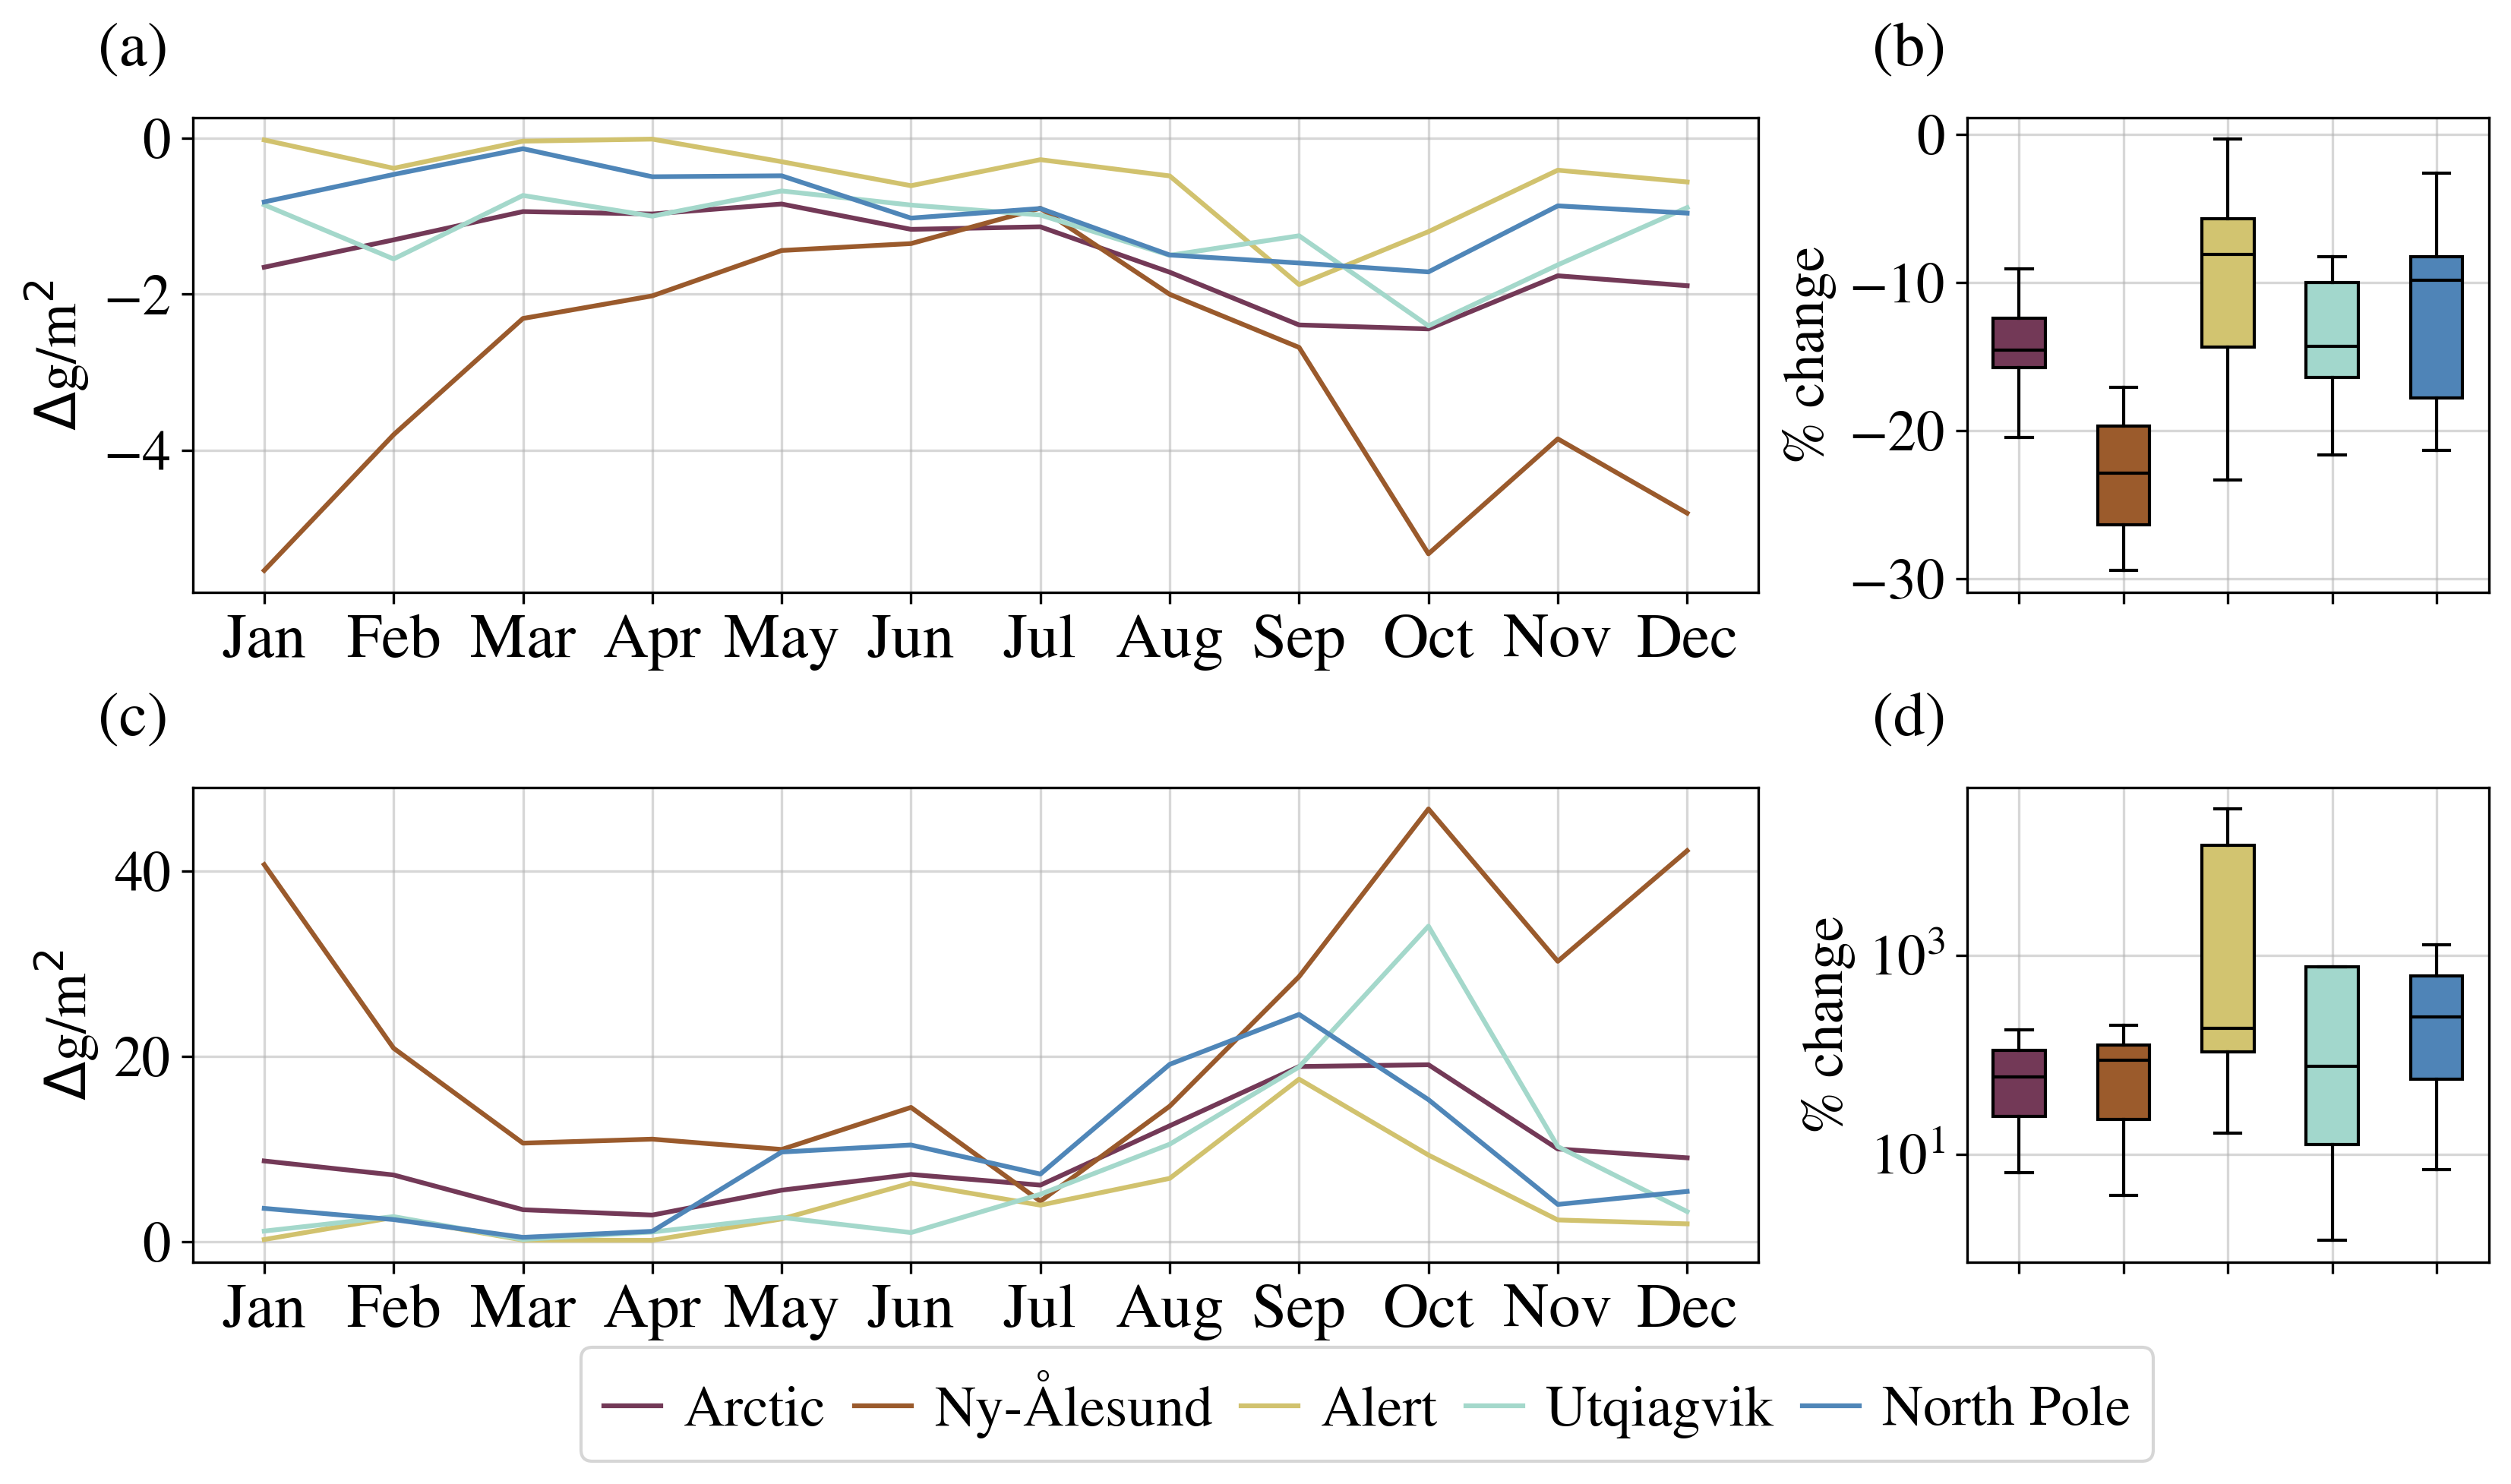 (a)
(b)
0
−2
−4
Δg/m²
Jan Feb Mar Apr May Jun Jul Aug Sep Oct Nov Dec
0
−10
−20
−30
% change
(c)
(d)
40
20
0
Δg/m²
Jan Feb Mar Apr May Jun Jul Aug Sep Oct Nov Dec
10³
10¹
% change
Arctic Ny-Ålesund Alert Utqiagvik North Pole